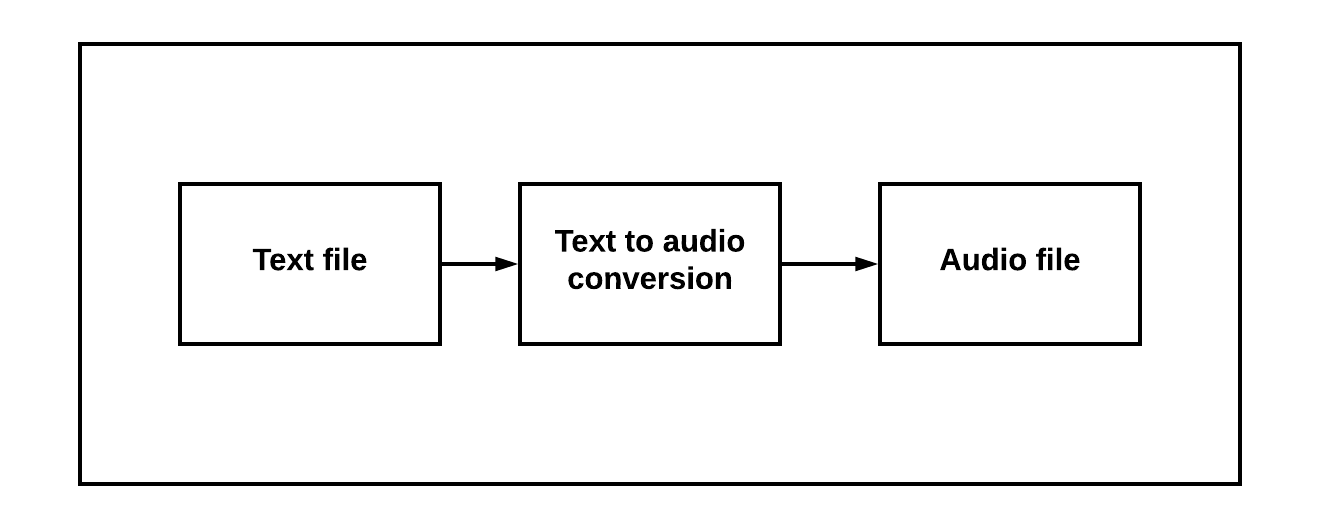 Text file
Text to audio
conversion
Audio file